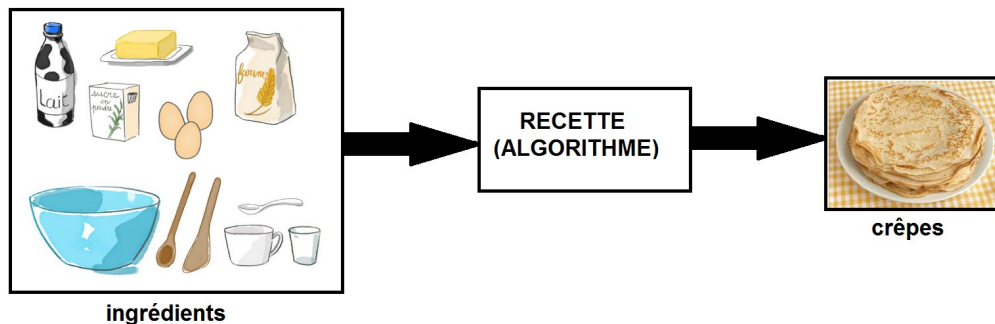 Lait
sucre
en
poudre
farine
RECETTE
(ALGORITHME)
crêpes
ingrédients